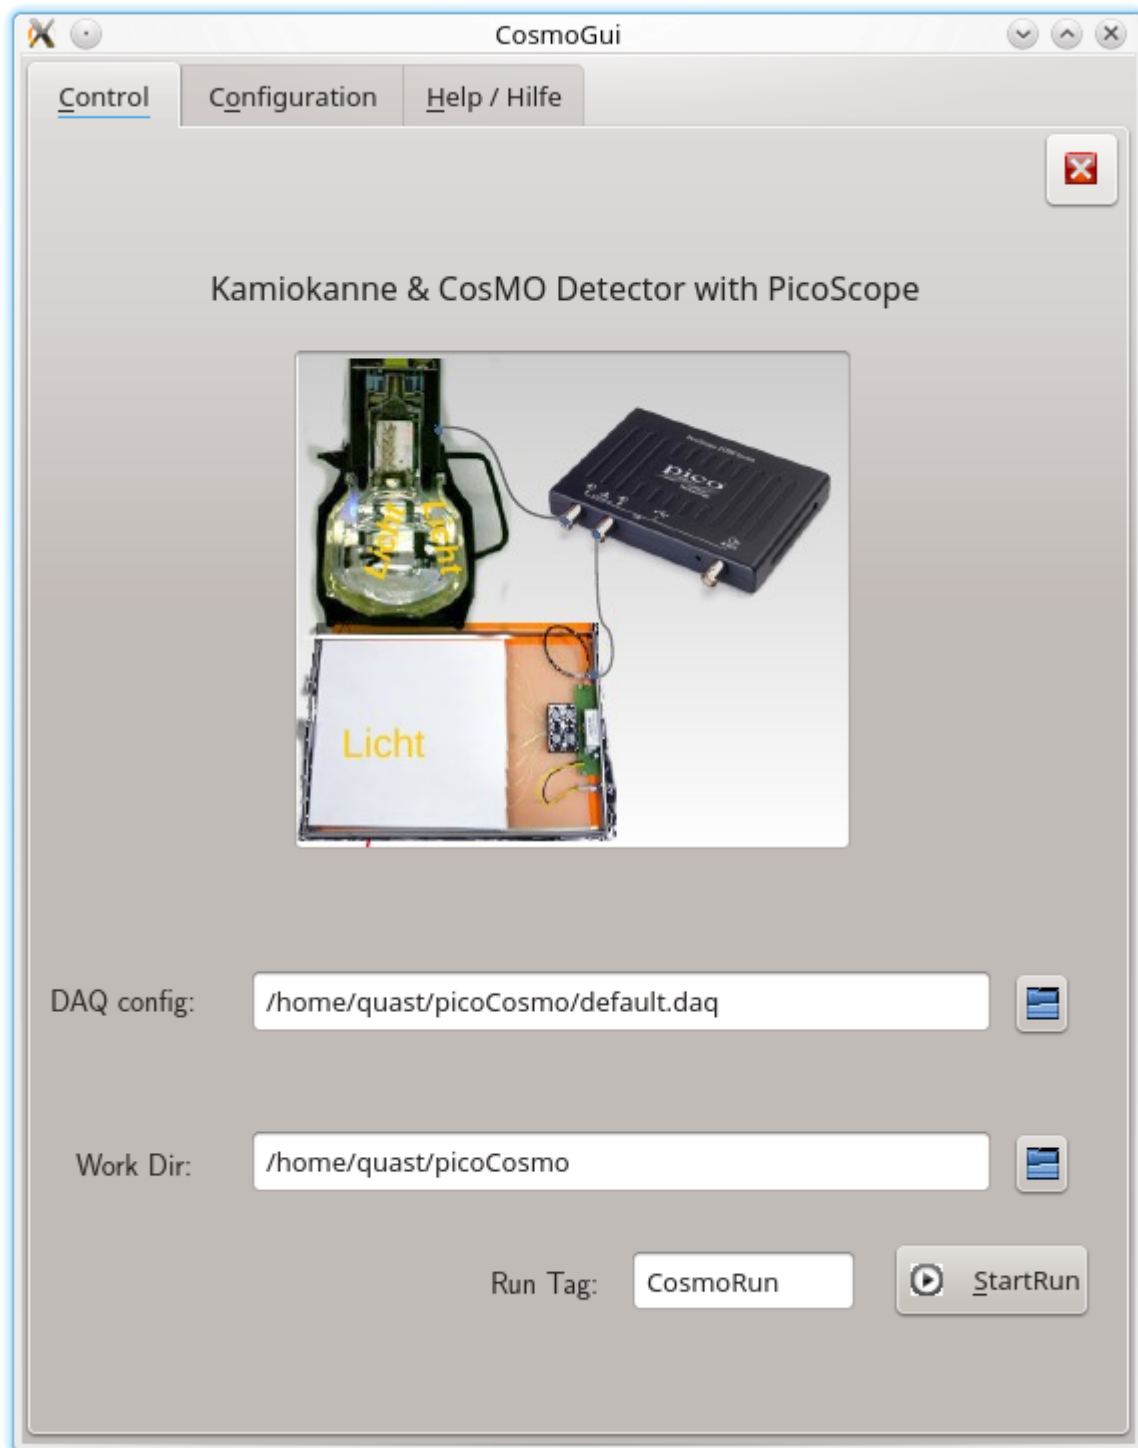 CosmoGui
Control
Configuration
Help / Hilfe
Kamiokanne & CosMO Detector with PicoScope
pico
Licht
Licht
Licht
DAQ config:
/home/quast/picoCosmo/default.daq
Work Dir:
/home/quast/picoCosmo
Run Tag:
CosmoRun
StartRun